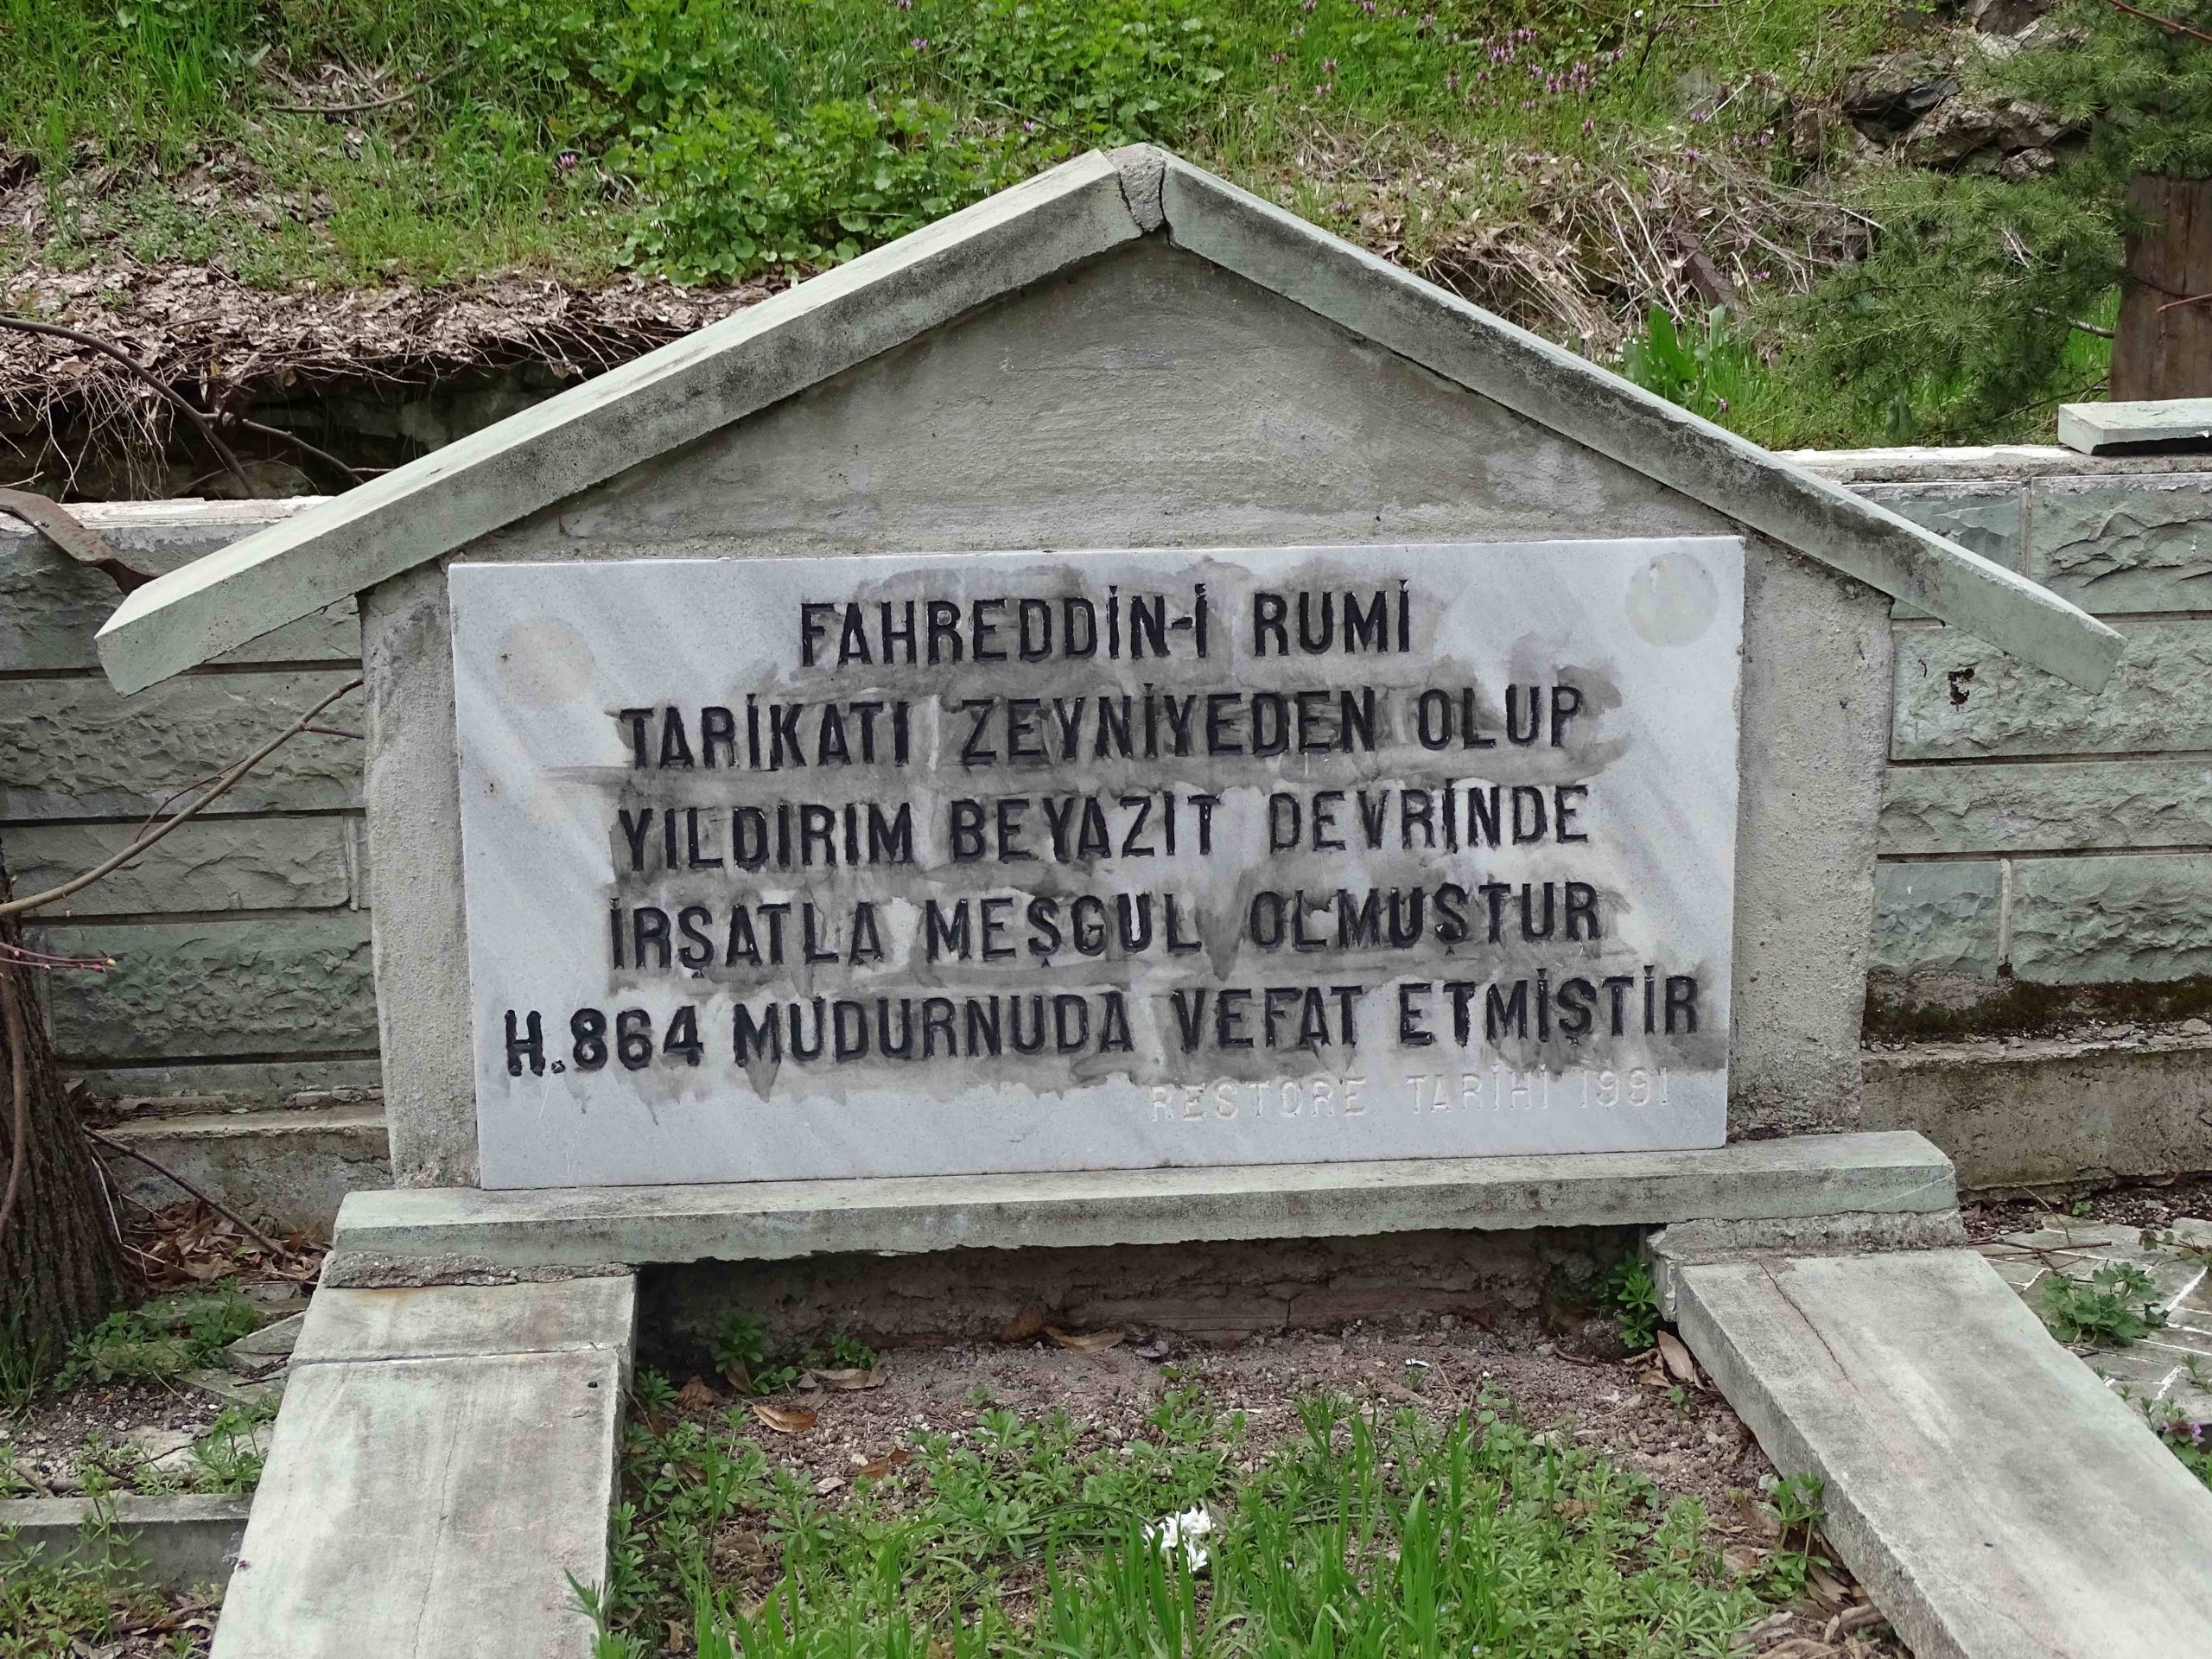 FAHREDDİN-İ RUMİ
TARİKATI ZEYNİYEDEN OLUP
YILDIRIM BEYAZIT DEVRİNDE
İRŞATLA MEŞGUL OLMUŞTUR
H.864 MUDURNUDA VEFAT ETMİŞTİR
RESTORE TARİHİ 1991